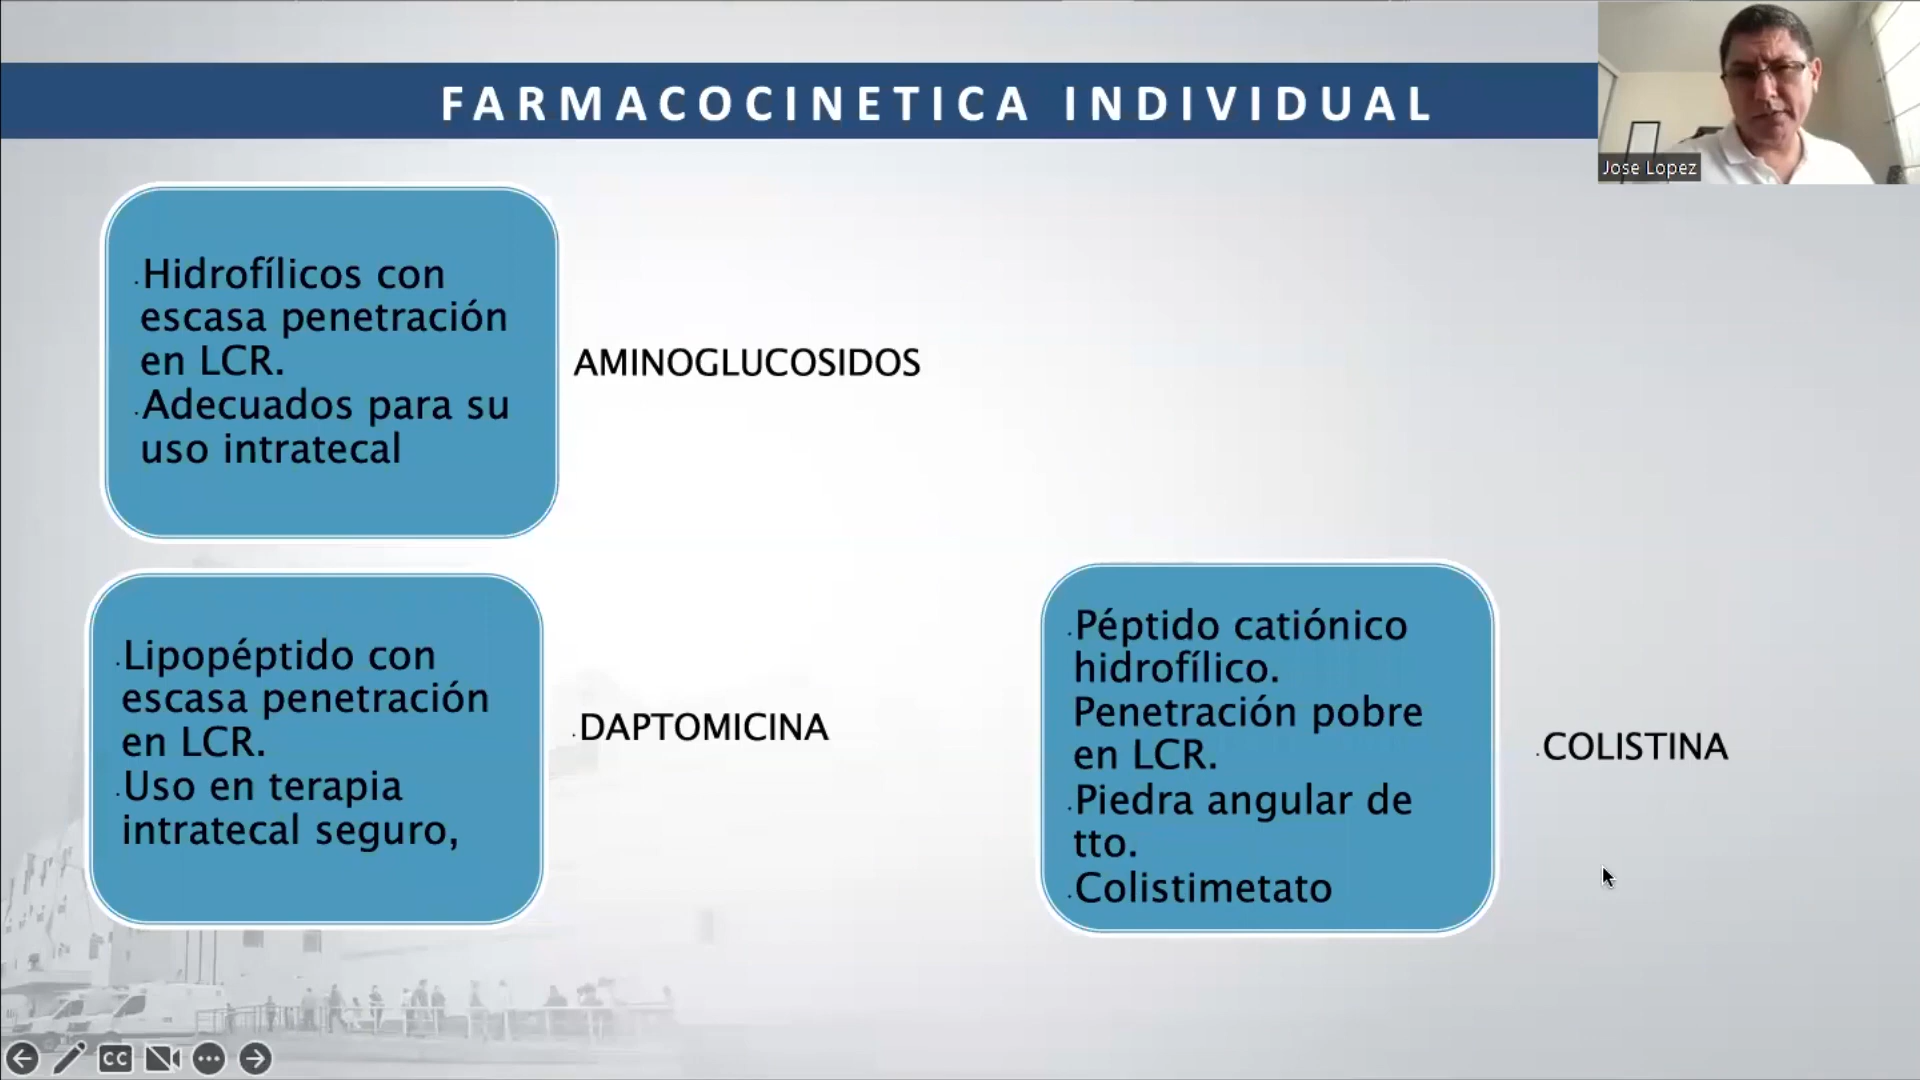 FARMACOCINETICA INDIVIDUAL
Jose Lopez
.Hidrofílicos con
escasa penetración
en LCR.
.Adecuados para su
uso intratecal
AMINOGLUCOSIDOS
.Lipopéptido con
escasa penetración
en LCR.
.Uso en terapia
intratecal seguro,
.DAPTOMICINA
.Péptido catiónico
hidrofílico.
Penetración pobre
en LCR.
.Piedra angular de
tto.
.Colistimetato
.COLISTINA
CC